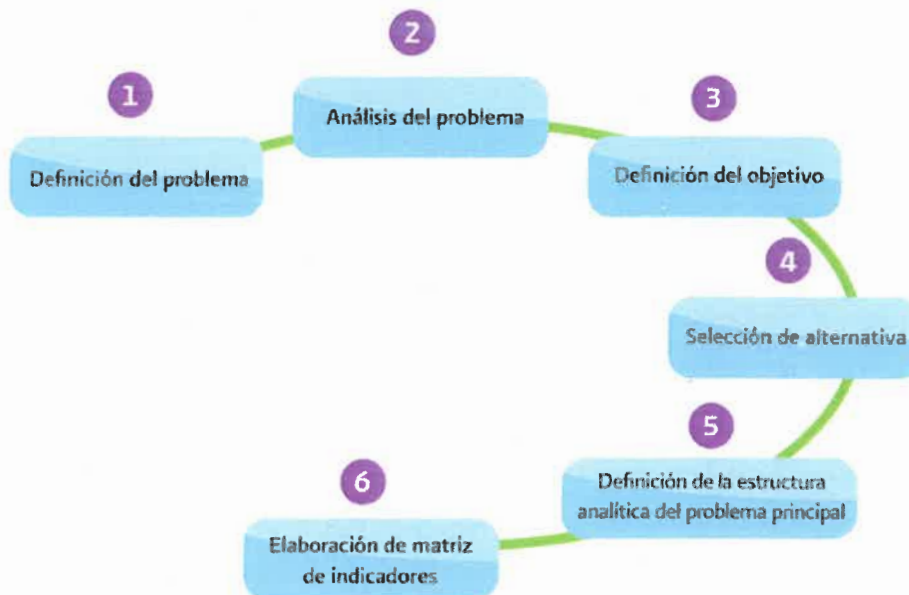 1
Definición del problema
2
Análisis del problema
3
Definición del objetivo
4
Selección de alternativa
5
Definición de la estructura
analítica del problema principal
6
Elaboración de matriz
de indicadores